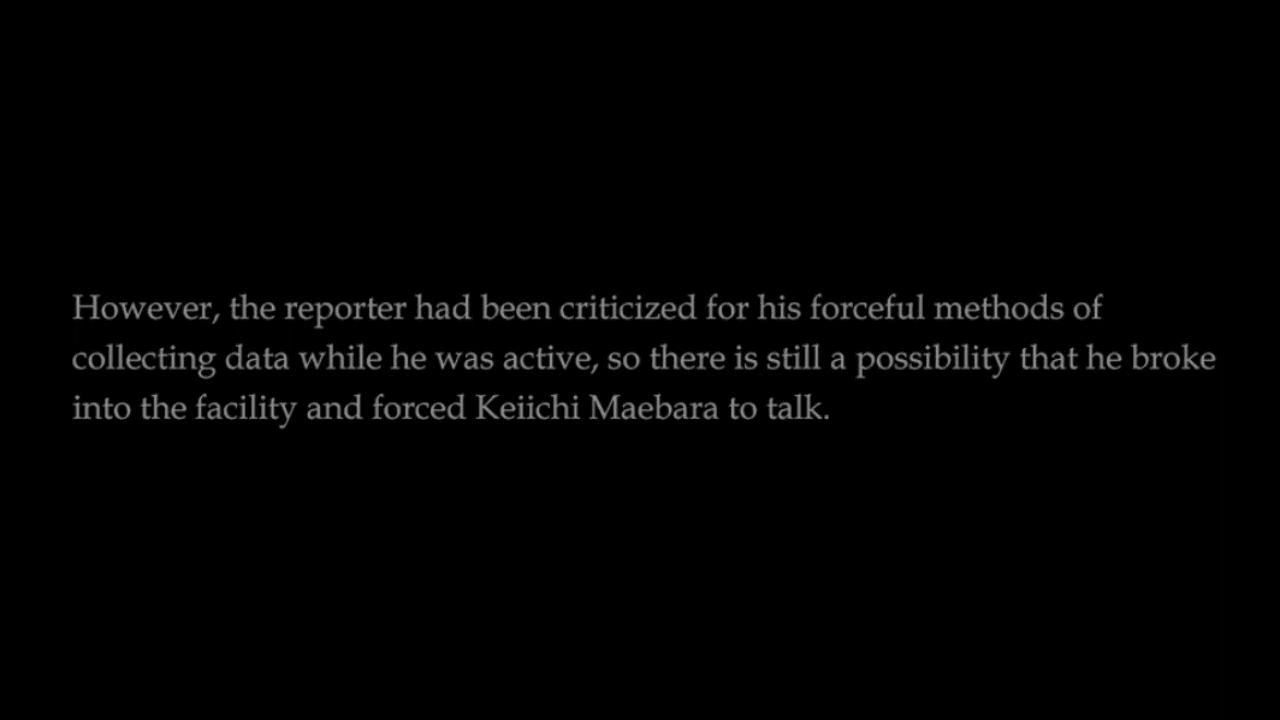 However, the reporter had been criticized for his forceful methods of
collecting data while he was active, so there is still a possibility that he broke
into the facility and forced Keiichi Maebara to talk.